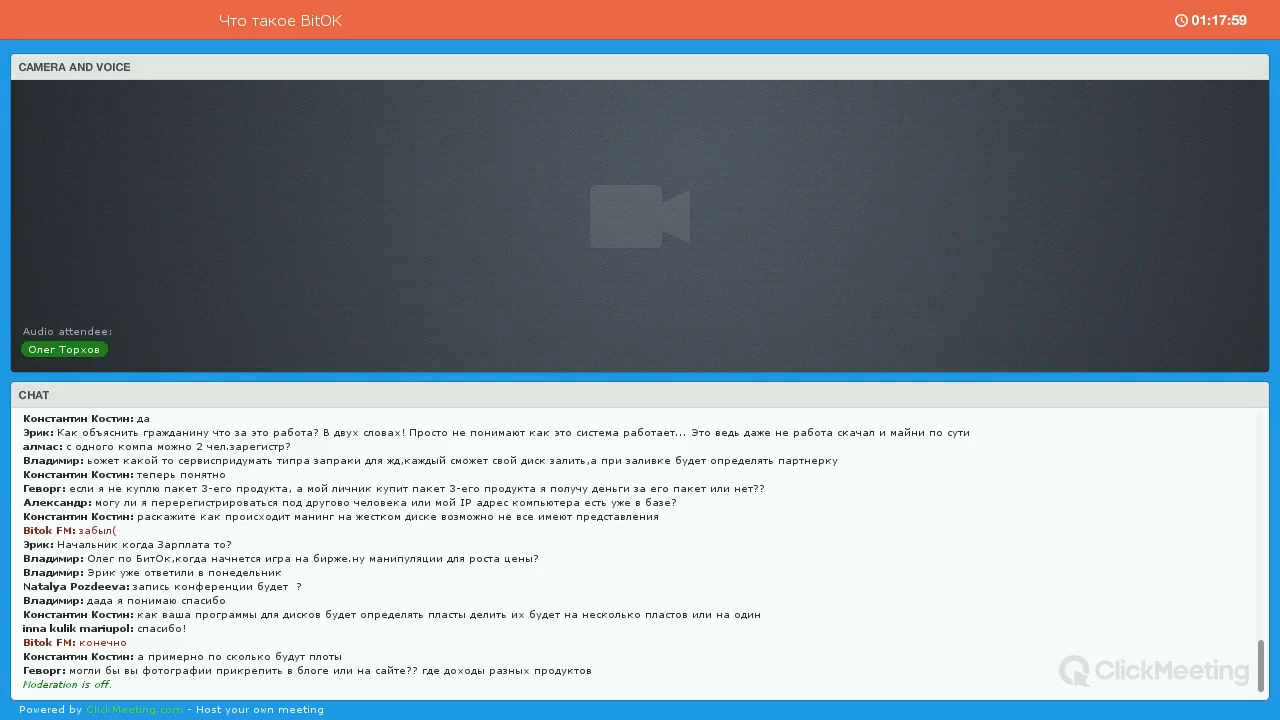 Что такое BitOK
01:17:59
CAMERA AND VOICE
Audio attendee:
Олег Торхов
CHAT
Константин Костин: да
Эрик: Как объяснить гражданину что за это работа? В двух словах! Просто не понимают как это система работает... Это ведь даже не работа скачал и майни по сути
алмас: с одного компа можно 2 чел.зарегистр?
Владимир: ьожет какой то сервиспридумать типра запраки для жд,каждый сможет свой диск залить,а при заливке будет определять партнерку
Константин Костин: теперь понятно
Геворг: если я не куплю пакет 3-его продукта, а мой личник купит пакет 3-его продукта я получу деньги за его пакет или нет??
Александр: могу ли я перерегистрироваться под другово человека или мой IP адрес компьютера есть уже в базе?
Константин Костин: раскажите как происходит манинг на жестком диске возможно не все имеют представления
Bitok FM: забыл(
Эрик: Начальник когда Зарплата то?
Владимир: Олег по БитОк,когда начнется игра на бирже.ну манипуляции для роста цены?
Владимир: Эрик уже ответили в понедельник
Natalya Pozdeeva: запись конференции будет ?
Владимир: дада я понимаю спасибо
Константин Костин: как ваша программы для дисков будет определять пласты делить их будет на несколько пластов или на один
inna kulik mariupol: спасибо!
Bitok FM: конечно
Константин Костин: а примерно по сколько будут плоты
Геворг: могли бы вы фотографии прикрепить в блоге или на сайте?? где доходы разных продуктов
Moderation is off.
ClickMeeting
Powered by ClickMeeting.com - Host your own meeting